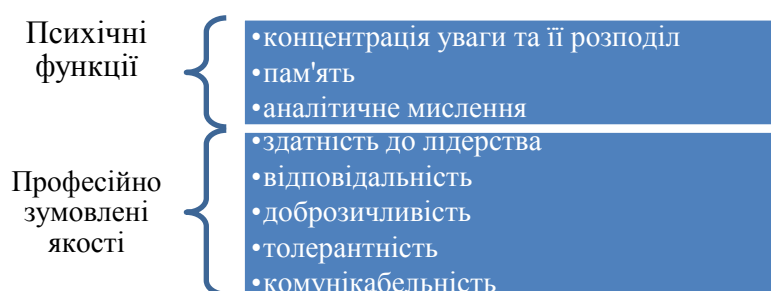 Психічні
функції
•концентрація уваги та її розподіл
•пам'ять
•аналітичне мислення
Професійно
зумовлені
якості
•здатність до лідерства
•відповідальність
•доброзичливість
•толерантність
•комунікабельність